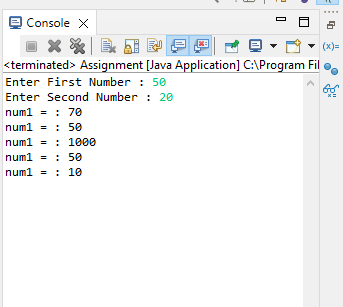 Console
<terminated> Assignment [Java Application] C:\Program Fil
Enter First Number : 50
Enter Second Number : 20
num1 = : 70
num1 = : 50
num1 = : 1000
num1 = : 50
num1 = : 10